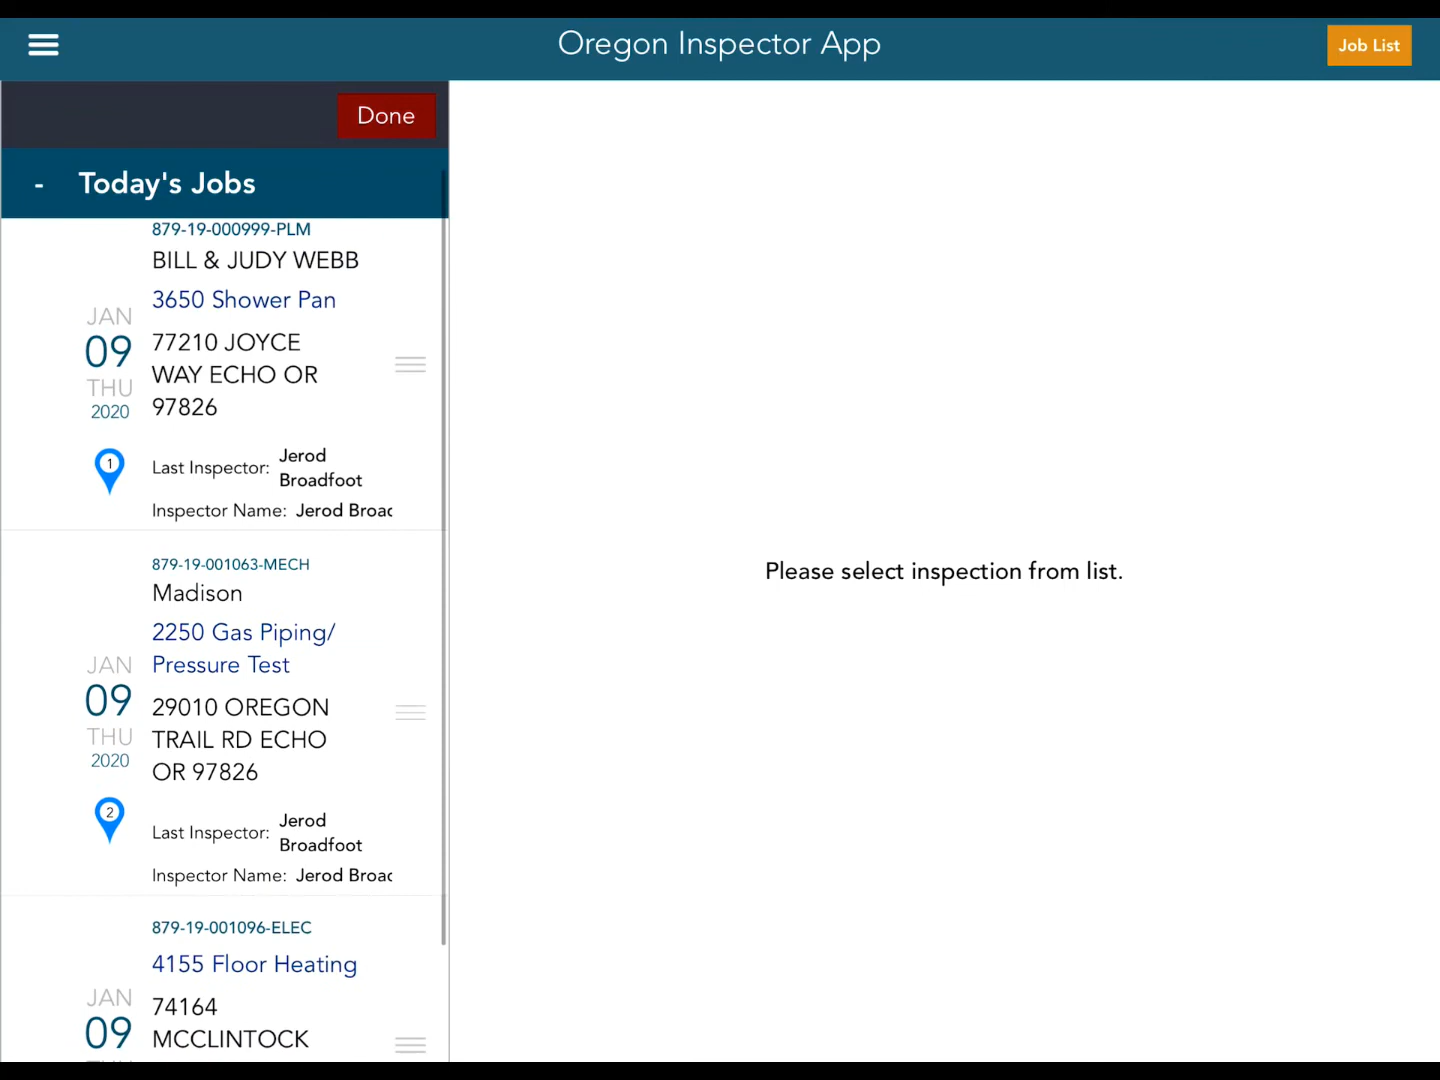 Oregon Inspector App
Job List
Done
- Today's Jobs
879-19-000999-PLM
BILL & JUDY WEBB
3650 Shower Pan
JAN
09
THU
2020
77210 JOYCE
WAY ECHO OR
97826
1
Last Inspector: Jerod
Broadfoot
Inspector Name: Jerod Broad
879-19-001063-MECH
Madison
2250 Gas Piping/
Pressure Test
JAN
09
THU
2020
29010 OREGON
TRAIL RD ECHO
OR 97826
2
Last Inspector: Jerod
Broadfoot
Inspector Name: Jerod Broad
879-19-001096-ELEC
4155 Floor Heating
JAN
09
74164
MCCLINTOCK
Please select inspection from list.